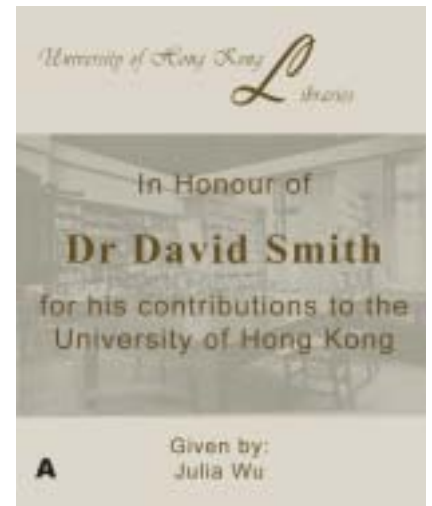 University of Hong Kong Libraries
In Honour of
Dr David Smith
for his contributions to the
University of Hong Kong
Given by:
Julia Wu
A